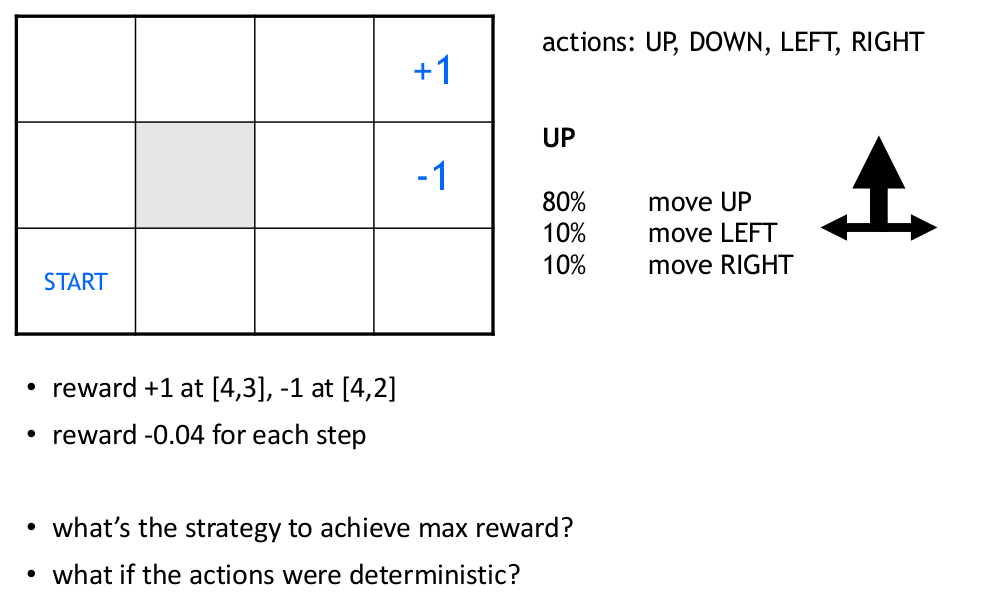 +1
-1
START
actions: UP, DOWN, LEFT, RIGHT
UP
80% move UP
10% move LEFT
10% move RIGHT
• reward +1 at [4,3], -1 at [4,2]
• reward -0.04 for each step
• what’s the strategy to achieve max reward?
• what if the actions were deterministic?